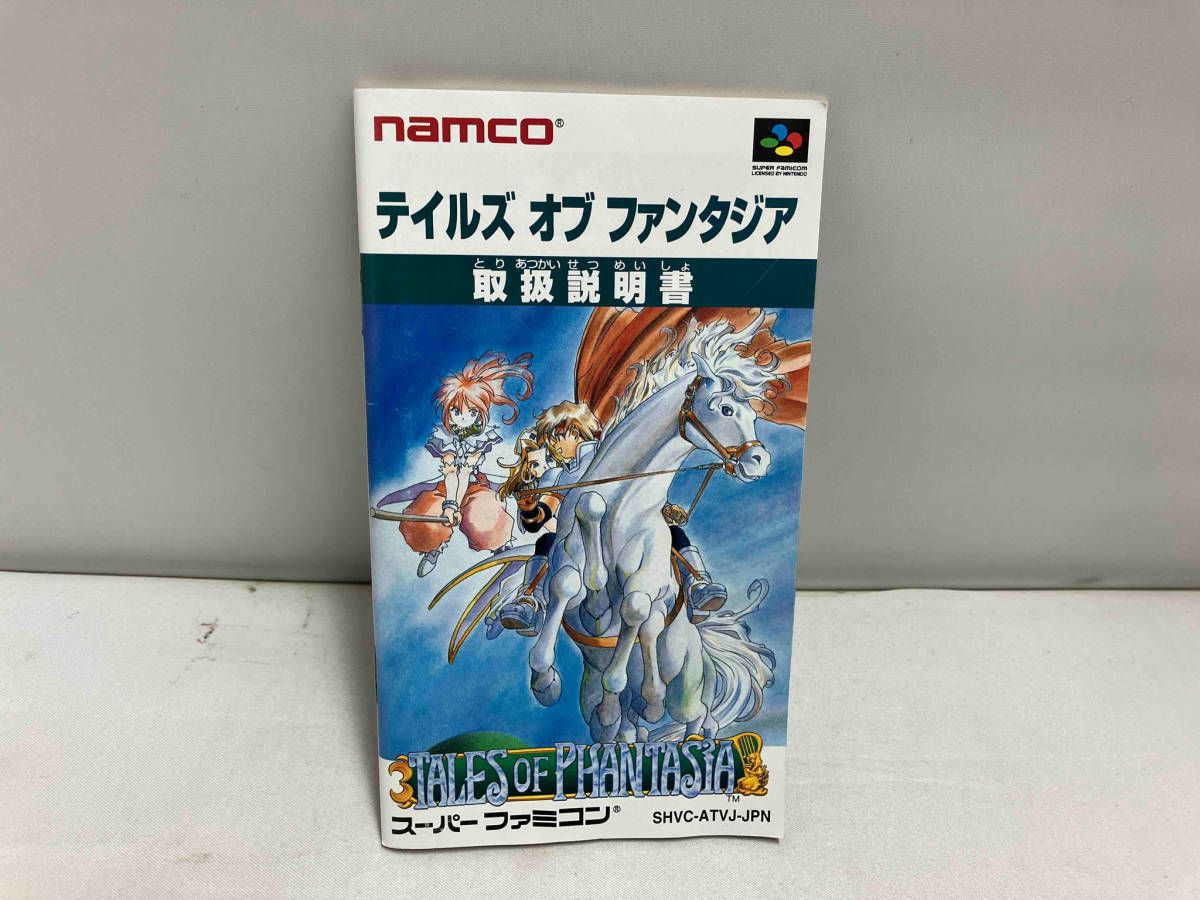 namco®
SUPER FAMICOM
LICENSED BY NINTENDO
テイルズ オブ ファンタジア
とり あつかい せつ めい しょ
取扱説明書
TALES OF PHANTASIA
TM
スーパーファミコン®
SHVC-ATVJ-JPN